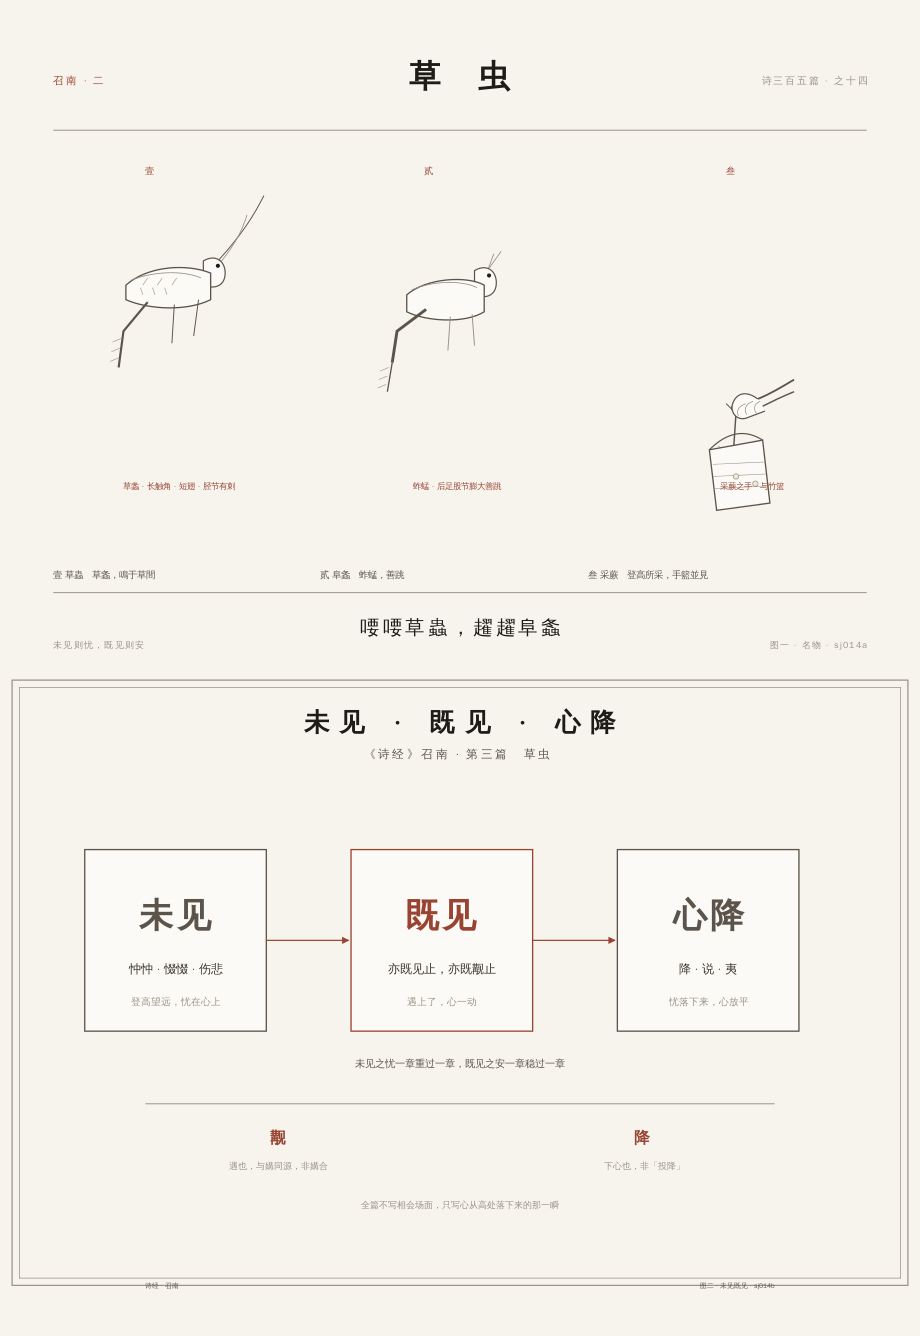 召南 · 二
草 虫
诗三百五篇 · 之十四
壹
贰
叁
草螽 · 长触角 · 短翅 · 胫节有刺
蚱蜢 · 后足股节膨大善跳
采蕨之手 · 与竹篮
壹 草蟲　草螽，鳴于草間
贰 阜螽　蚱蜢，善跳
叁 采蕨　登高所采，手籃並見
喓喓草蟲，趯趯阜螽
未见则忧，既见则安
图一 · 名物 · sj014a
未见 · 既见 · 心降
《诗经》召南 · 第三篇　草虫
未见
忡忡 · 惙惙 · 伤悲
登高望远，忧在心上
既见
亦既见止，亦既觏止
遇上了，心一动
心降
降 · 说 · 夷
忧落下来，心放平
未见之忧一章重过一章，既见之安一章稳过一章
觏
遇也，与媾同源，非媾合
降
下心也，非「投降」
全篇不写相会场面，只写心从高处落下来的那一瞬
诗经 · 召南
图二 · 未见既见 · sj014b